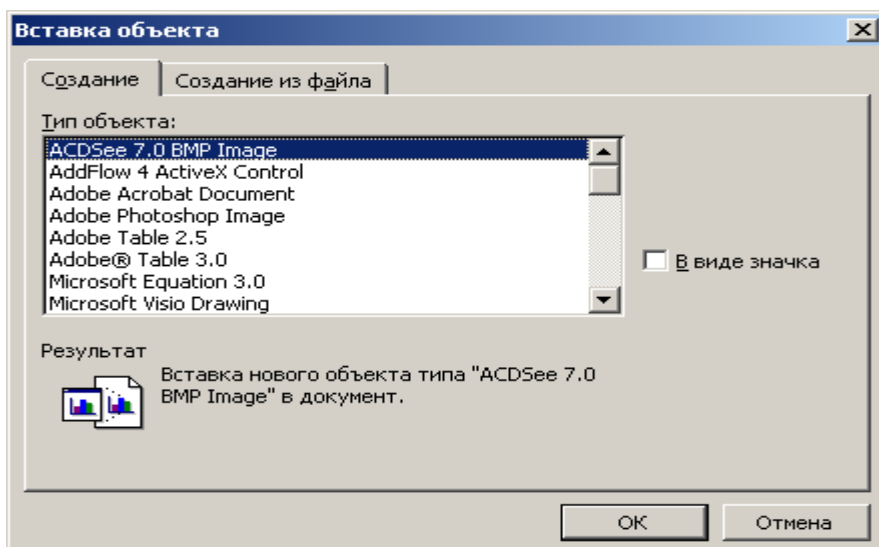 Вставка объекта
Создание
Создание из файла
Тип объекта:
ACDSee 7.0 BMP Image
AddFlow 4 ActiveX Control
Adobe Acrobat Document
Adobe Photoshop Image
Adobe Table 2.5
Adobe® Table 3.0
Microsoft Equation 3.0
Microsoft Visio Drawing
В виде значка
Результат
Вставка нового объекта типа "ACDSee 7.0
BMP Image" в документ.
ОК
Отмена